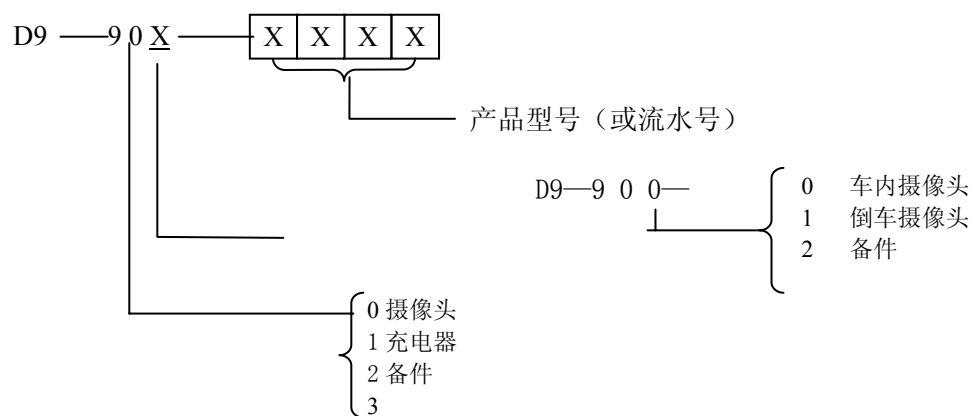 D9 ——9 0 X —— X X X X
产品型号（或流水号）
D9—9 0 0—
0 车内摄像头
1 倒车摄像头
2 备件
0 摄像头
1 充电器
2 备件
3